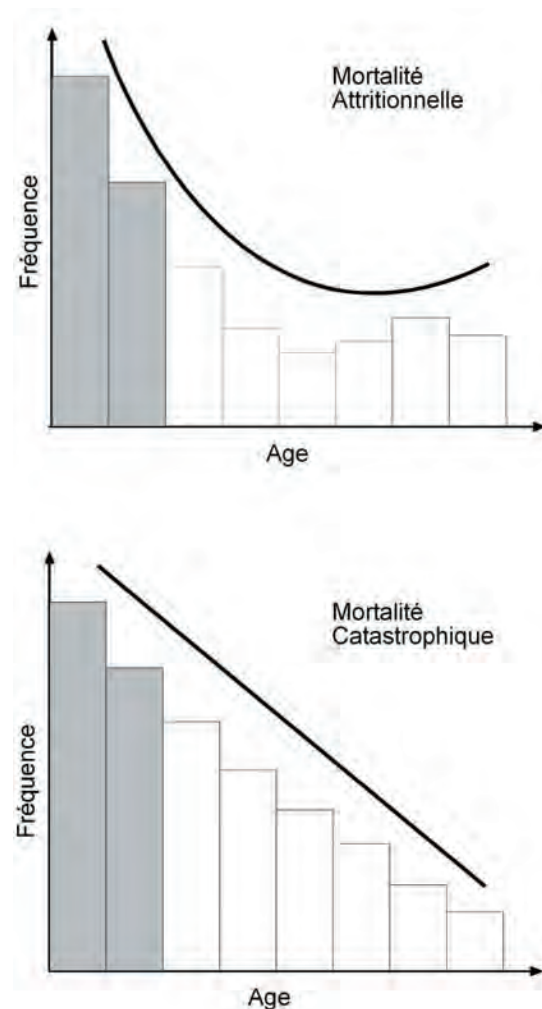 Mortalité
Attritionnelle
Fréquence
Age
Mortalité
Catastrophique
Fréquence
Age